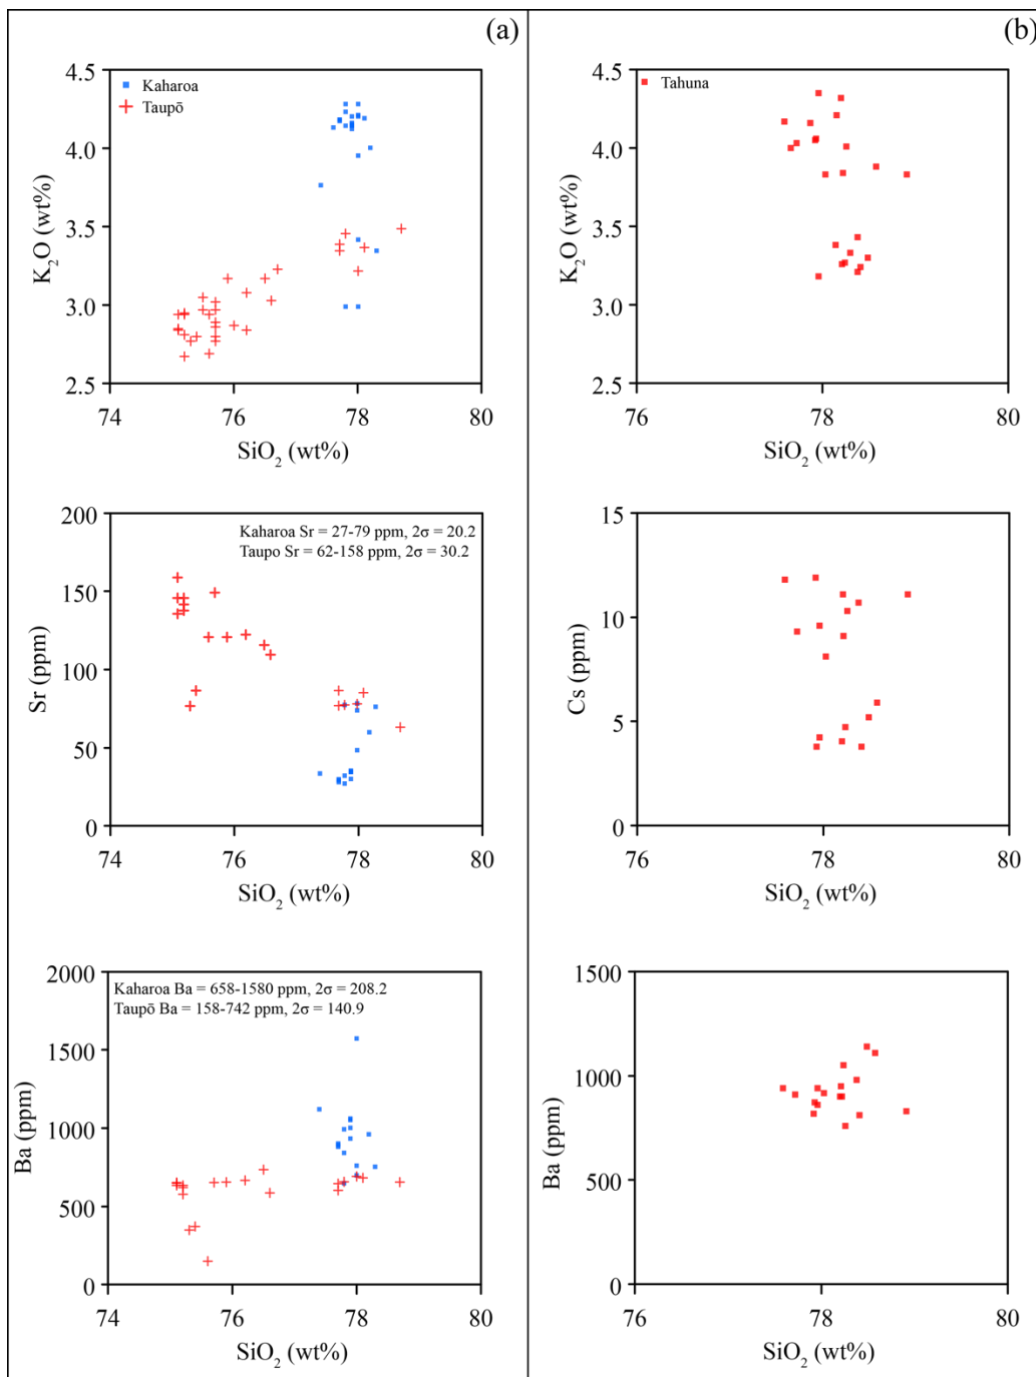 (a)
4.5
4.0
3.5
3.0
2.5
K2O (wt%)
Kaharoa
Taupō
74 76 78 80
SiO2 (wt%)
200
150
100
50
0
Sr (ppm)
Kaharoa Sr = 27-79 ppm, 2σ = 20.2
Taupo Sr = 62-158 ppm, 2σ = 30.2
74 76 78 80
SiO2 (wt%)
2000
1500
1000
500
0
Ba (ppm)
Kaharoa Ba = 658-1580 ppm, 2σ = 208.2
Taupō Ba = 158-742 ppm, 2σ = 140.9
74 76 78 80
SiO2 (wt%)
(b)
4.5
4.0
3.5
3.0
2.5
K2O (wt%)
Tahuna
76 78 80
SiO2 (wt%)
15
10
5
0
Cs (ppm)
76 78 80
SiO2 (wt%)
1500
1000
500
0
Ba (ppm)
76 78 80
SiO2 (wt%)